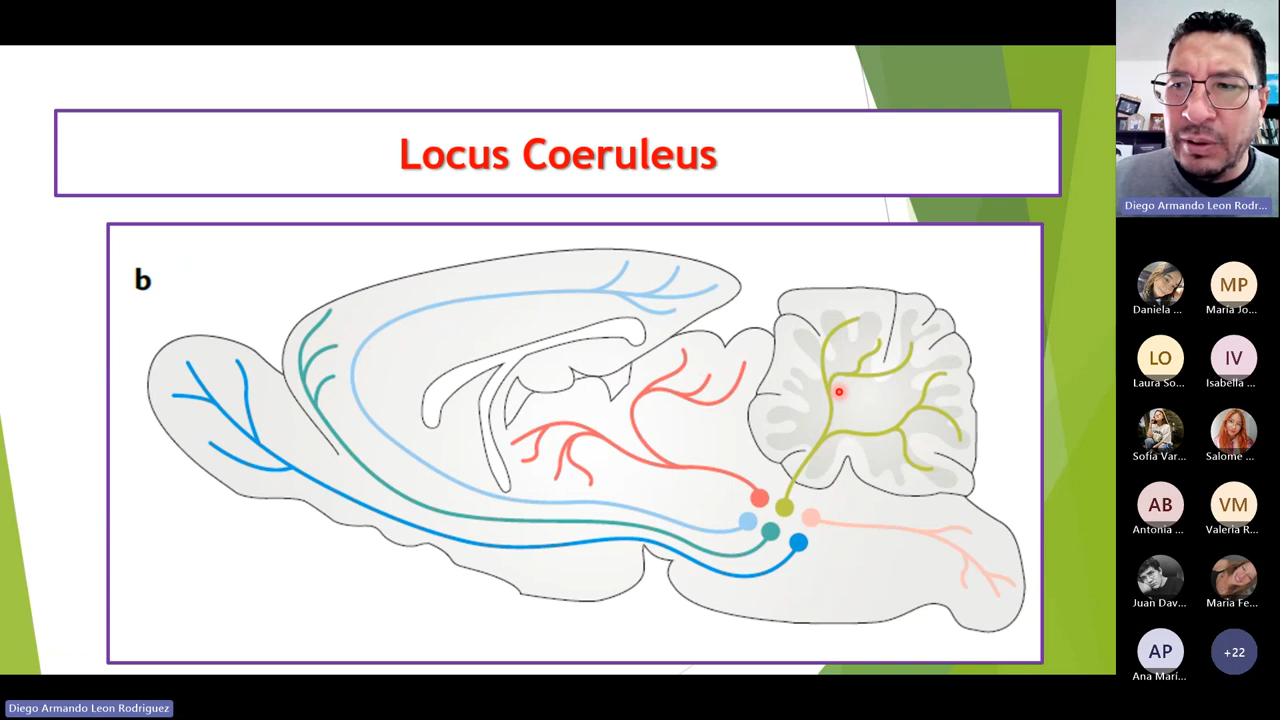 Locus Coeruleus
b
Diego Armando Leon Rodr...
Daniela ...
MP
Maria Jo...
LO
Laura So...
IV
Isabella ...
Sofía Var...
Salome ...
AB
Antonia ...
VM
Valeria R...
Juan Dav...
Maria Fe...
AP
Ana Marí...
+22
Diego Armando Leon Rodriguez